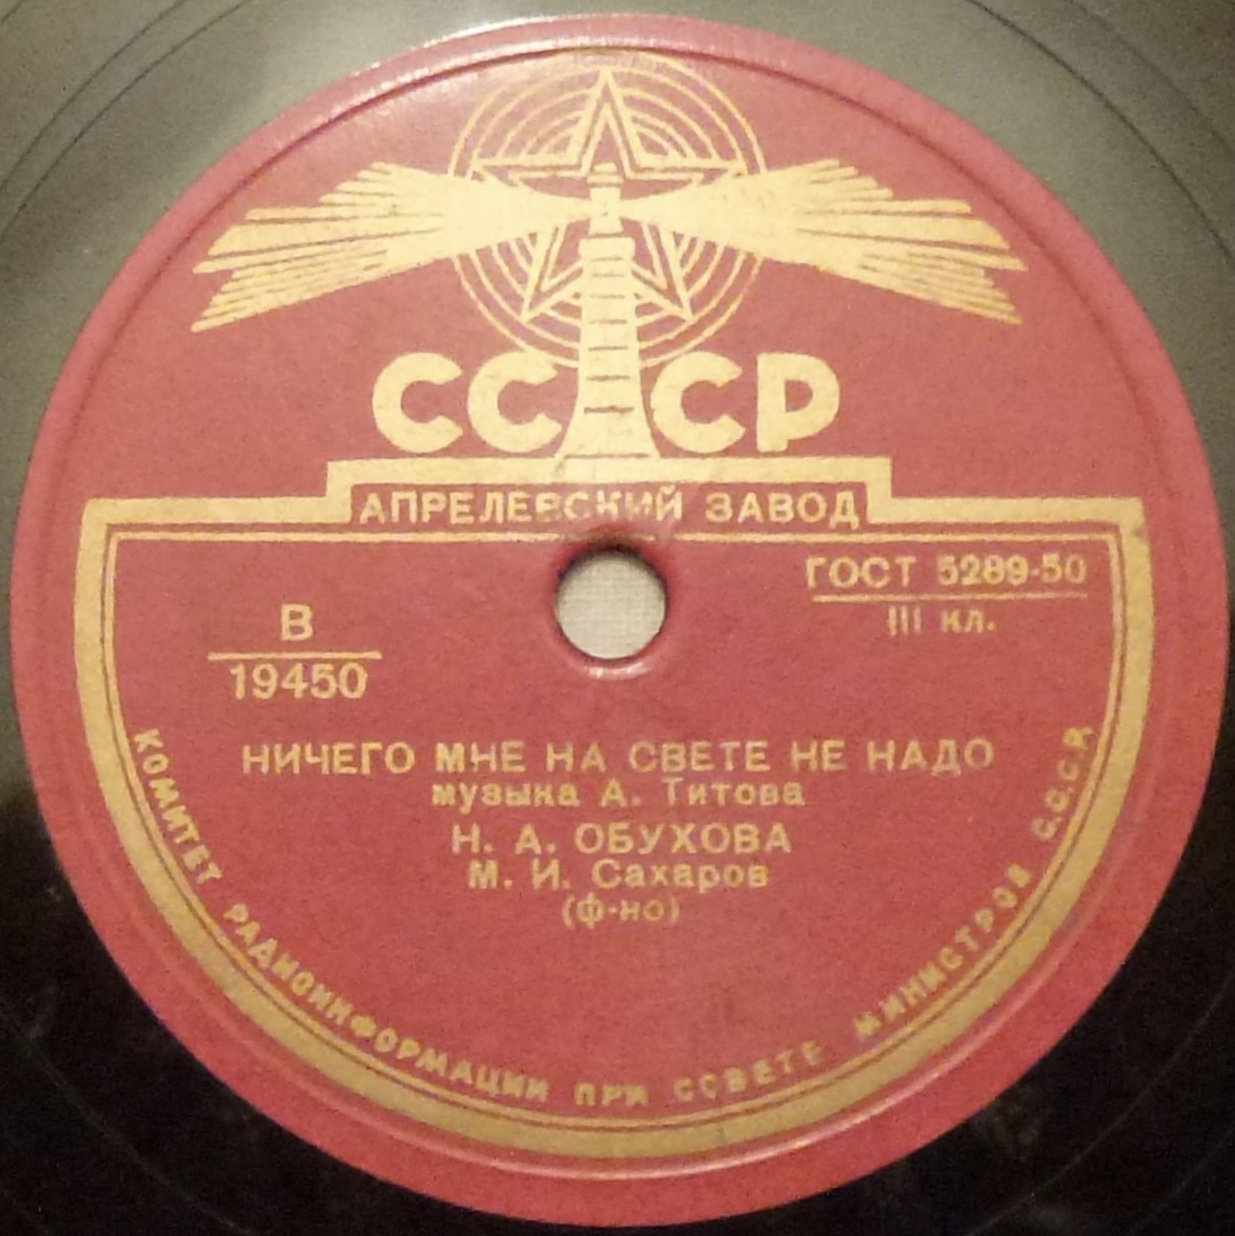 СССР
АПРЕЛЕВСКИЙ ЗАВОД
ГОСТ 5289-50
III кл.
В
19450
НИЧЕГО МНЕ НА СВЕТЕ НЕ НАДО
музыка А. Титова
Н. А. ОБУХОВА
М. И. Сахаров
(ф-но)
КОМИТЕТ РАДИОИНФОРМАЦИИ ПРИ СОВЕТЕ МИНИСТРОВ С.С.С.Р.